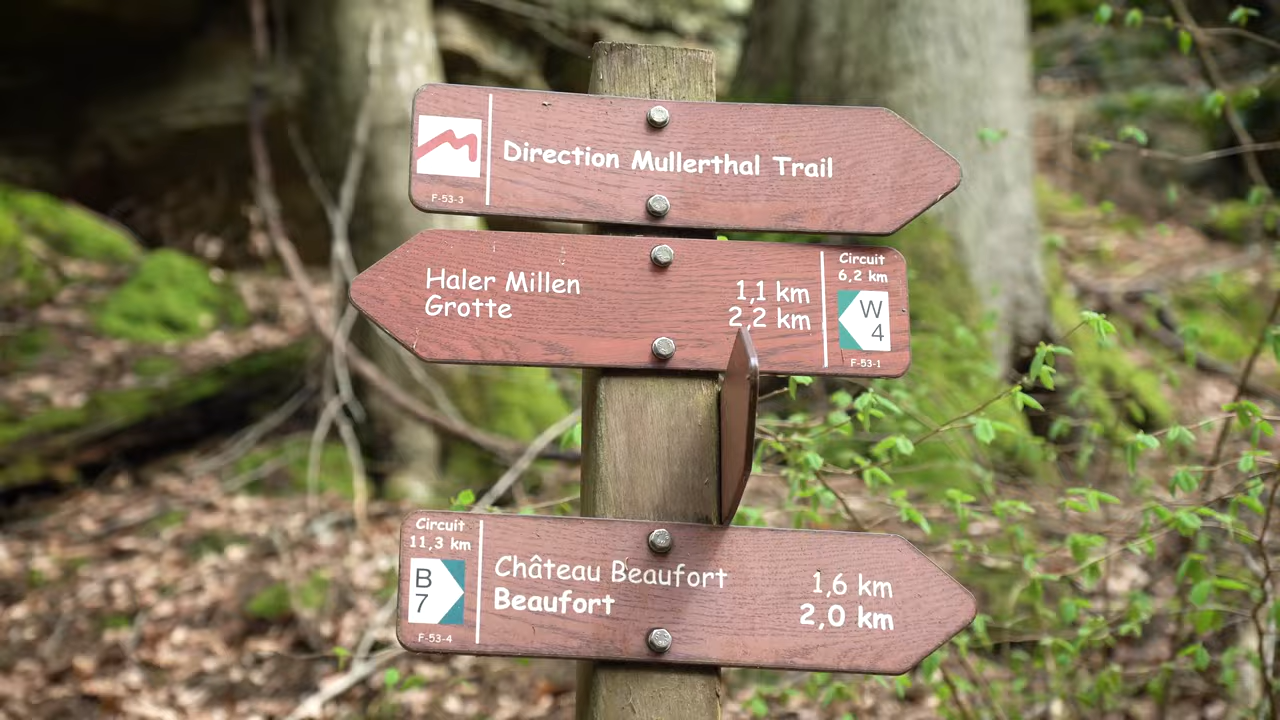 Direction Mullerthal Trail
F-53-3
Haler Millen 1,1 km
Grotte 2,2 km
Circuit
6,2 km
W
4
F-53-1
Circuit
11,3 km
B
7
F-53-4
Château Beaufort 1,6 km
Beaufort 2,0 km